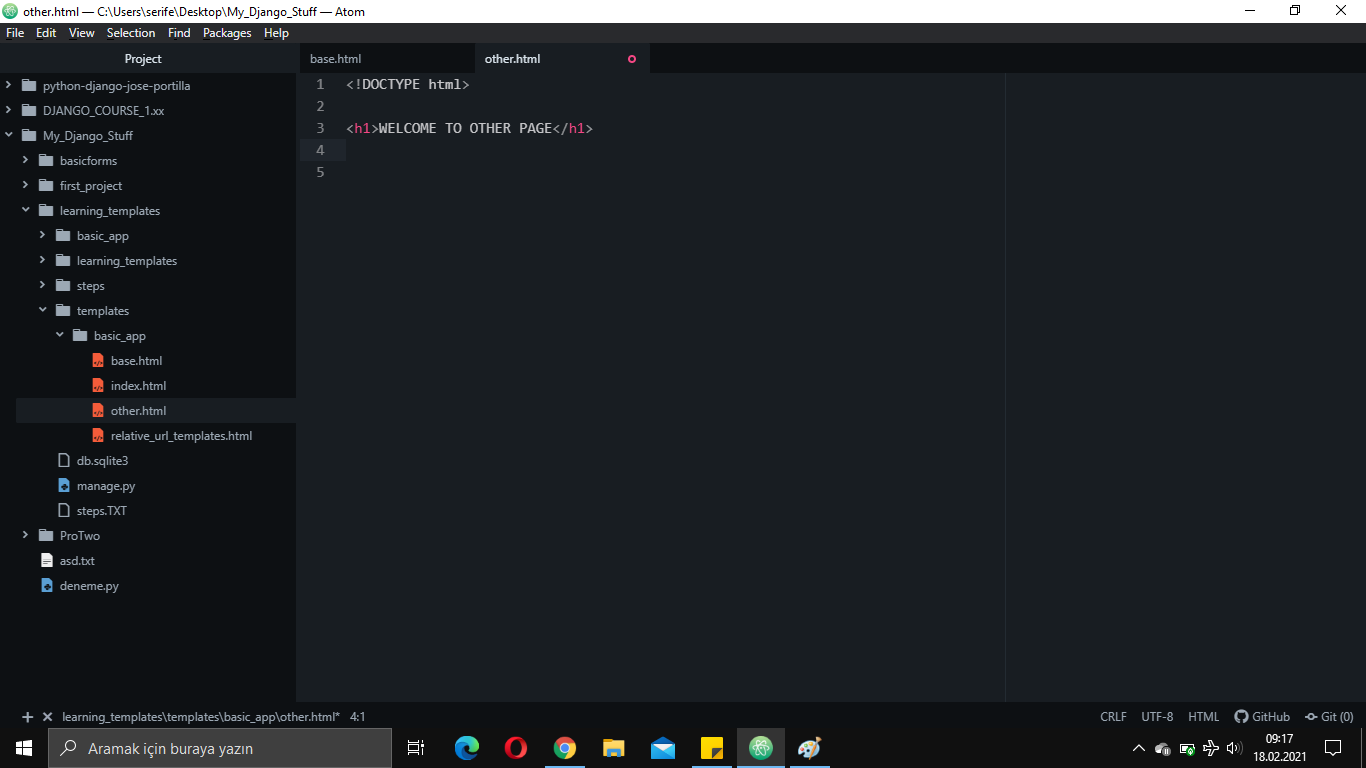 other.html — C:\Users\serife\Desktop\My_Django_Stuff — Atom
File Edit View Selection Find Packages Help
Project
python-django-jose-portilla
DJANGO_COURSE_1.xx
My_Django_Stuff
basicforms
first_project
learning_templates
basic_app
learning_templates
steps
templates
basic_app
base.html
index.html
other.html
relative_url_templates.html
db.sqlite3
manage.py
steps.TXT
ProTwo
asd.txt
deneme.py
base.html other.html
1 <!DOCTYPE html>
2
3 <h1>WELCOME TO OTHER PAGE</h1>
4
5
learning_templates\templates\basic_app\other.html* 4:1 CRLF UTF-8 HTML GitHub Git (0)
Aramak için buraya yazın
09:17
18.02.2021